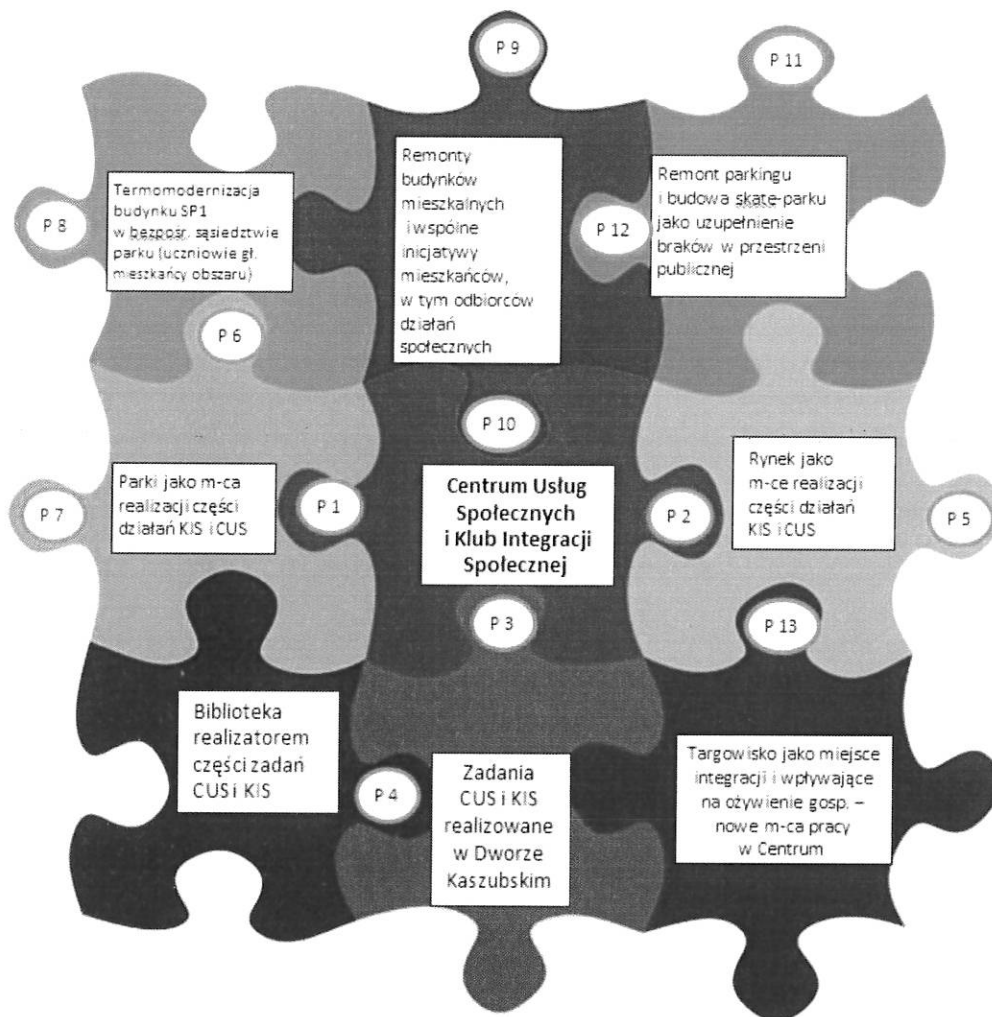 P 9
P 11
P 8
Termomodernizacja
budynku SP1
w bezpośr. sąsiedztwie
parku (uczniowie gł.
mieszkańcy obszaru)
Remonty
budynków
mieszkalnych
i wspólne
inicjatywy
mieszkańców,
w tym odbiorców
działań
społecznych
P 12
Remont parkingu
i budowa skate-parku
jako uzupełnienie
braków w przestrzeni
publicznej
P 6
P 10
P 7
Parki jako m-ca
realizacji części
działań KIS i CUS
P 1
Centrum Usług
Społecznych
i Klub Integracji
Społecznej
P 2
Rynek jako
m-ce realizacji
części działań
KIS i CUS
P 5
P 3
P 13
Biblioteka
realizatorem
części zadań
CUS i KIS
P 4
Zadania
CUS i KIS
realizowane
w Dworze
Kaszubskim
Targowisko jako miejsce
integracji i wpływające
na ożywienie gosp. –
nowe m-ca pracy
w Centrum